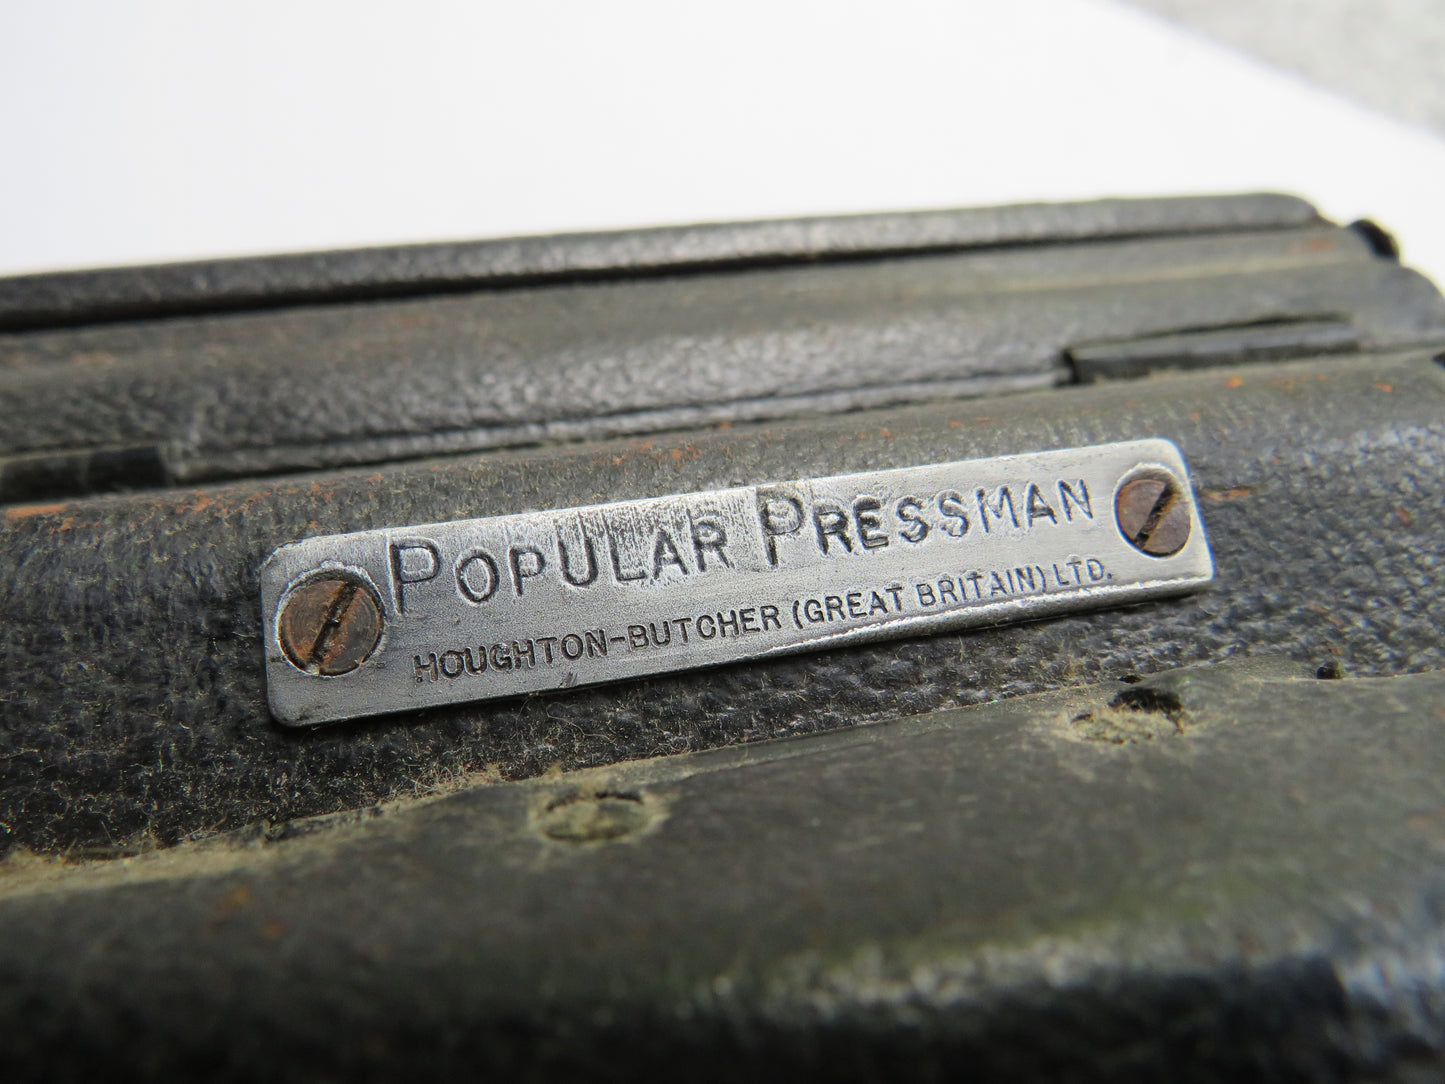 POPULAR PRESSMAN
HOUGHTON-BUTCHER (GREAT BRITAIN) LTD.